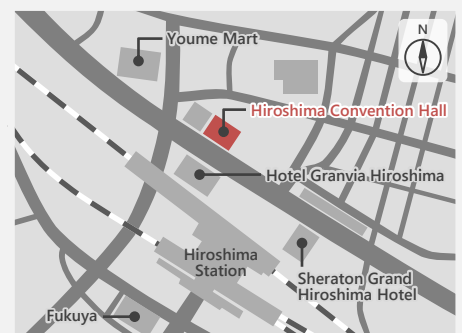 N
Youme Mart
Hiroshima Convention Hall
Hotel Granvia Hiroshima
Hiroshima
Station
Sheraton Grand
Hiroshima Hotel
Fukuya